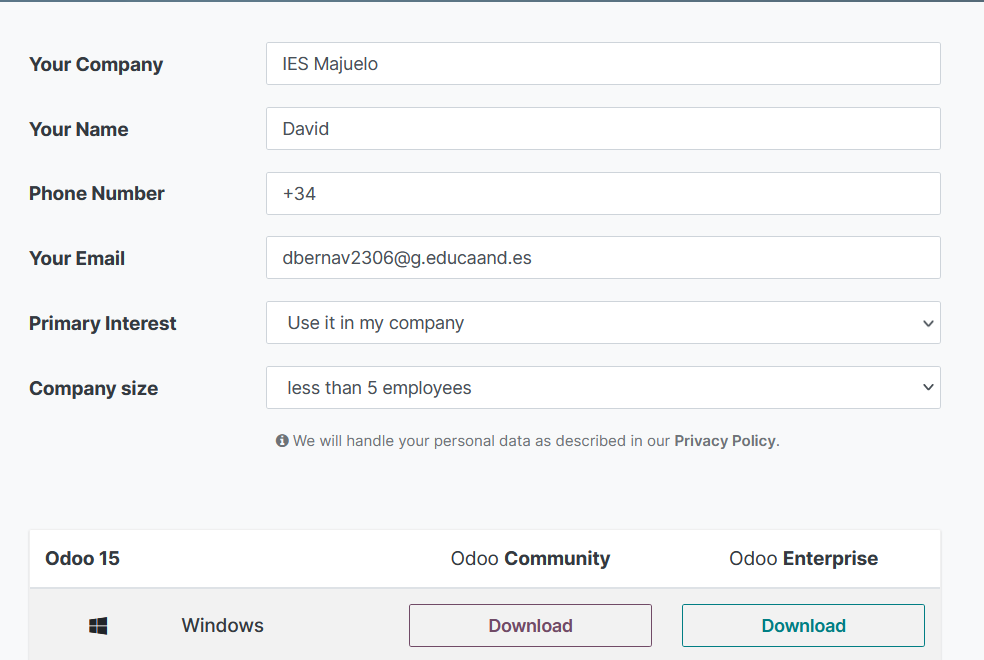 Your Company IES Majuelo
Your Name David
Phone Number +34
Your Email dbernav2306@g.educaand.es
Primary Interest Use it in my company
Company size less than 5 employees
We will handle your personal data as described in our Privacy Policy.
Odoo 15 Odoo Community Odoo Enterprise
Windows Download Download